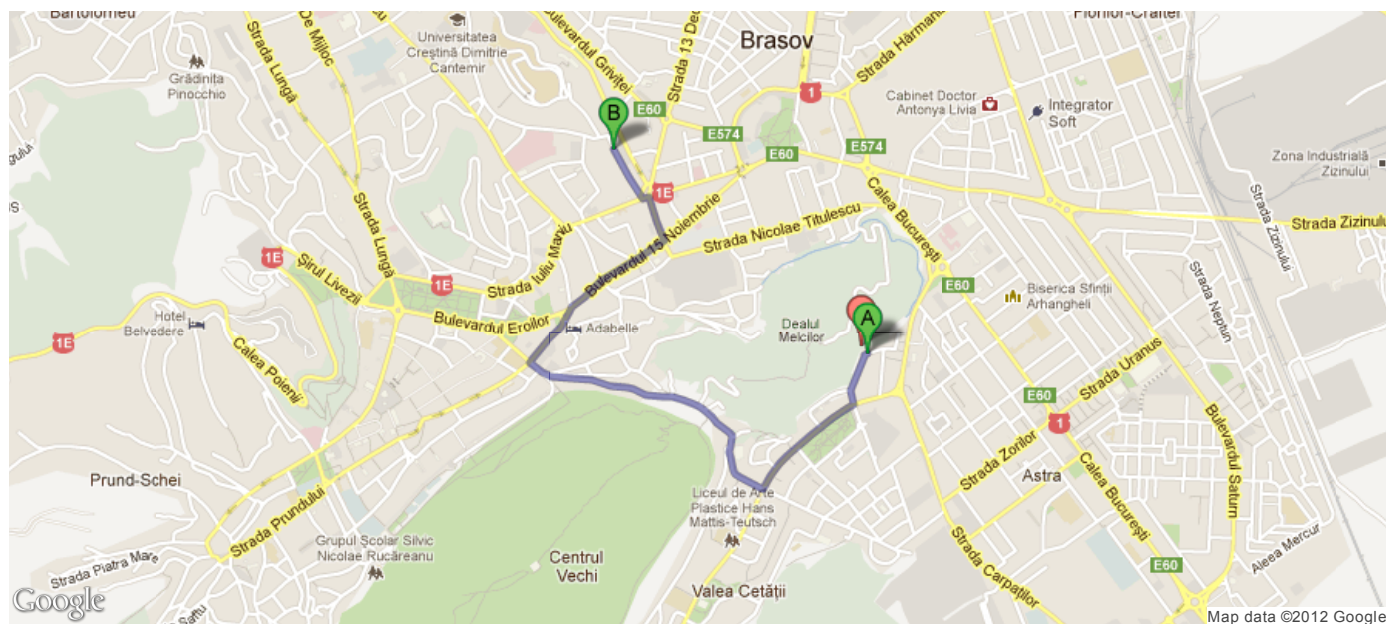 Bartolomeu
De Mijloc
Strada Lungă
Universitatea
Creștină Dimitrie
Cantemir
Bulevardul Griviței
Strada 13 Dec
Brasov
Strada Hărmanu
Florilor-Craiter
Grădinița
Pinocchio
B
E60
1
Cabinet Doctor
Antonya Livia
Integrator
Soft
E574
E60
E574
Zona Industrială
Zizinului
1E
Strada Lungă
Strada Iuliu Maniu
Bulevardul 15 Noiembrie
Strada Nicolae Titulescu
Calea București
Strada Zizinului
Strada Zizinului
1E
Șirul Livezii
1E
E60
Biserica Sfinții
Arhangheli
Strada Neptun
Hotel
Belvedere
Bulevardul Eroilor
Adabelle
Dealul
Melcilor
A
1E
Calea Poienii
E60
Strada Uranus
1
Strada Zorilor
Bulevardul Saturn
Prund-Schei
Astra
Calea București
Liceul de Arte
Plastice Hans
Mattis-Teutsch
Strada Prundului
Grupul Școlar Silvic
Nicolae Rucăreanu
Strada Piatra Mare
Centrul
Vechi
Valea Cetății
Strada Carpaților
E60
Aleea Mercur
Google
Map data ©2012 Google